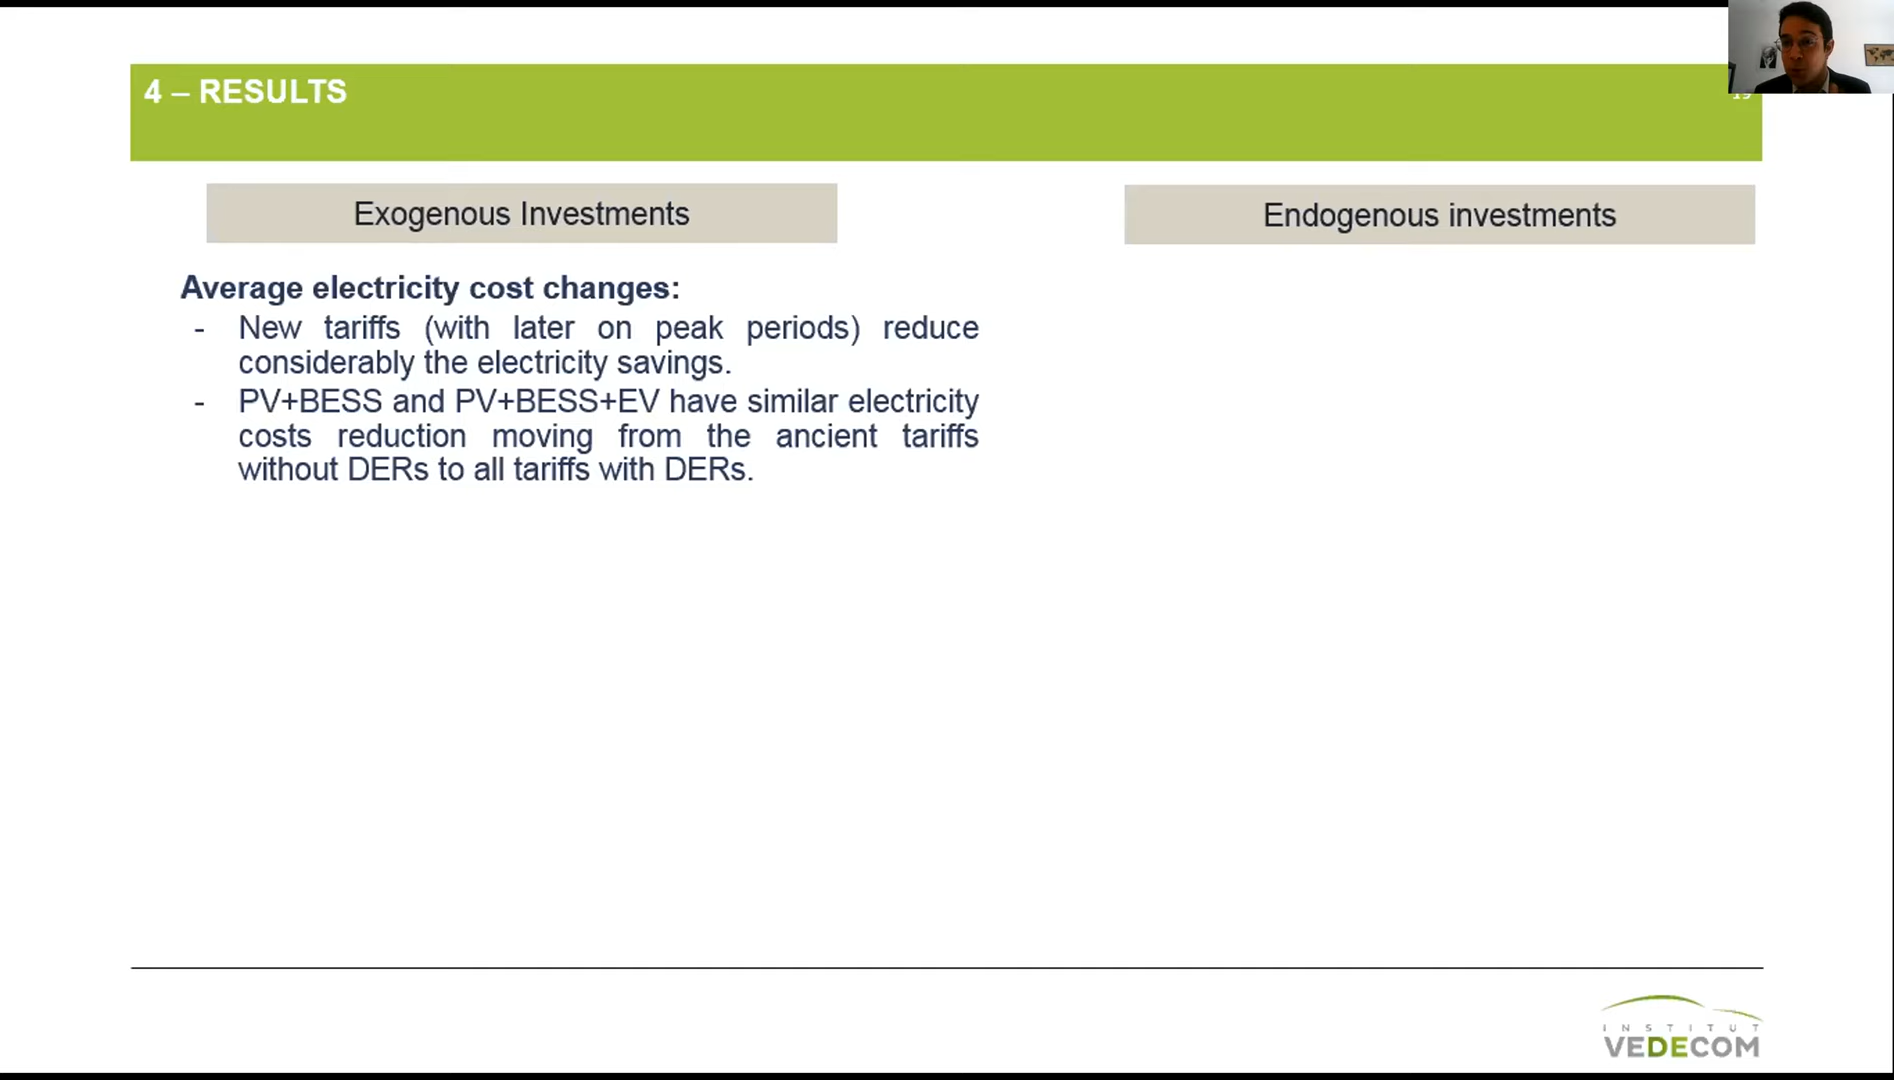 4 – RESULTS
Exogenous Investments
Endogenous investments
Average electricity cost changes:
- New tariffs (with later on peak periods) reduce
considerably the electricity savings.
- PV+BESS and PV+BESS+EV have similar electricity
costs reduction moving from the ancient tariffs
without DERs to all tariffs with DERs.
INSTITUT
VEDECOM